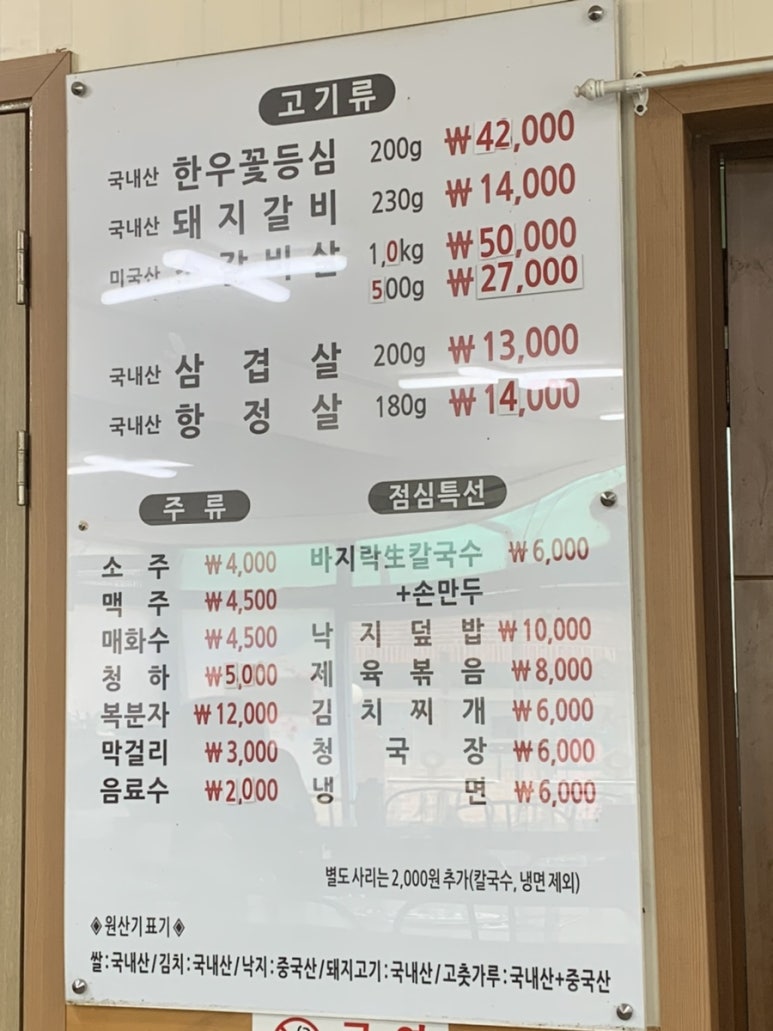 고기류
국내산 한우꽃등심 200g ₩42,000
국내산 돼지갈비 230g ₩14,000
미국산 갈비살 1,0kg ₩50,000
500g ₩27,000
국내산 삼겹살 200g ₩13,000
국내산 항정살 180g ₩14,000
주류
소주 ₩4,000
맥주 ₩4,500
매화수 ₩4,500
청하 ₩5,000
복분자 ₩12,000
막걸리 ₩3,000
음료수 ₩2,000
점심특선
바지락生칼국수 ₩6,000
+손만두
낙지덮밥 ₩10,000
제육볶음 ₩8,000
김치찌개 ₩6,000
청국장 ₩6,000
냉면 ₩6,000
별도 사리는 2,000원 추가(칼국수, 냉면 제외)
◈원산기표기◈
쌀:국내산/김치:국내산/낙지:중국산/돼지고기:국내산/고춧가루:국내산+중국산